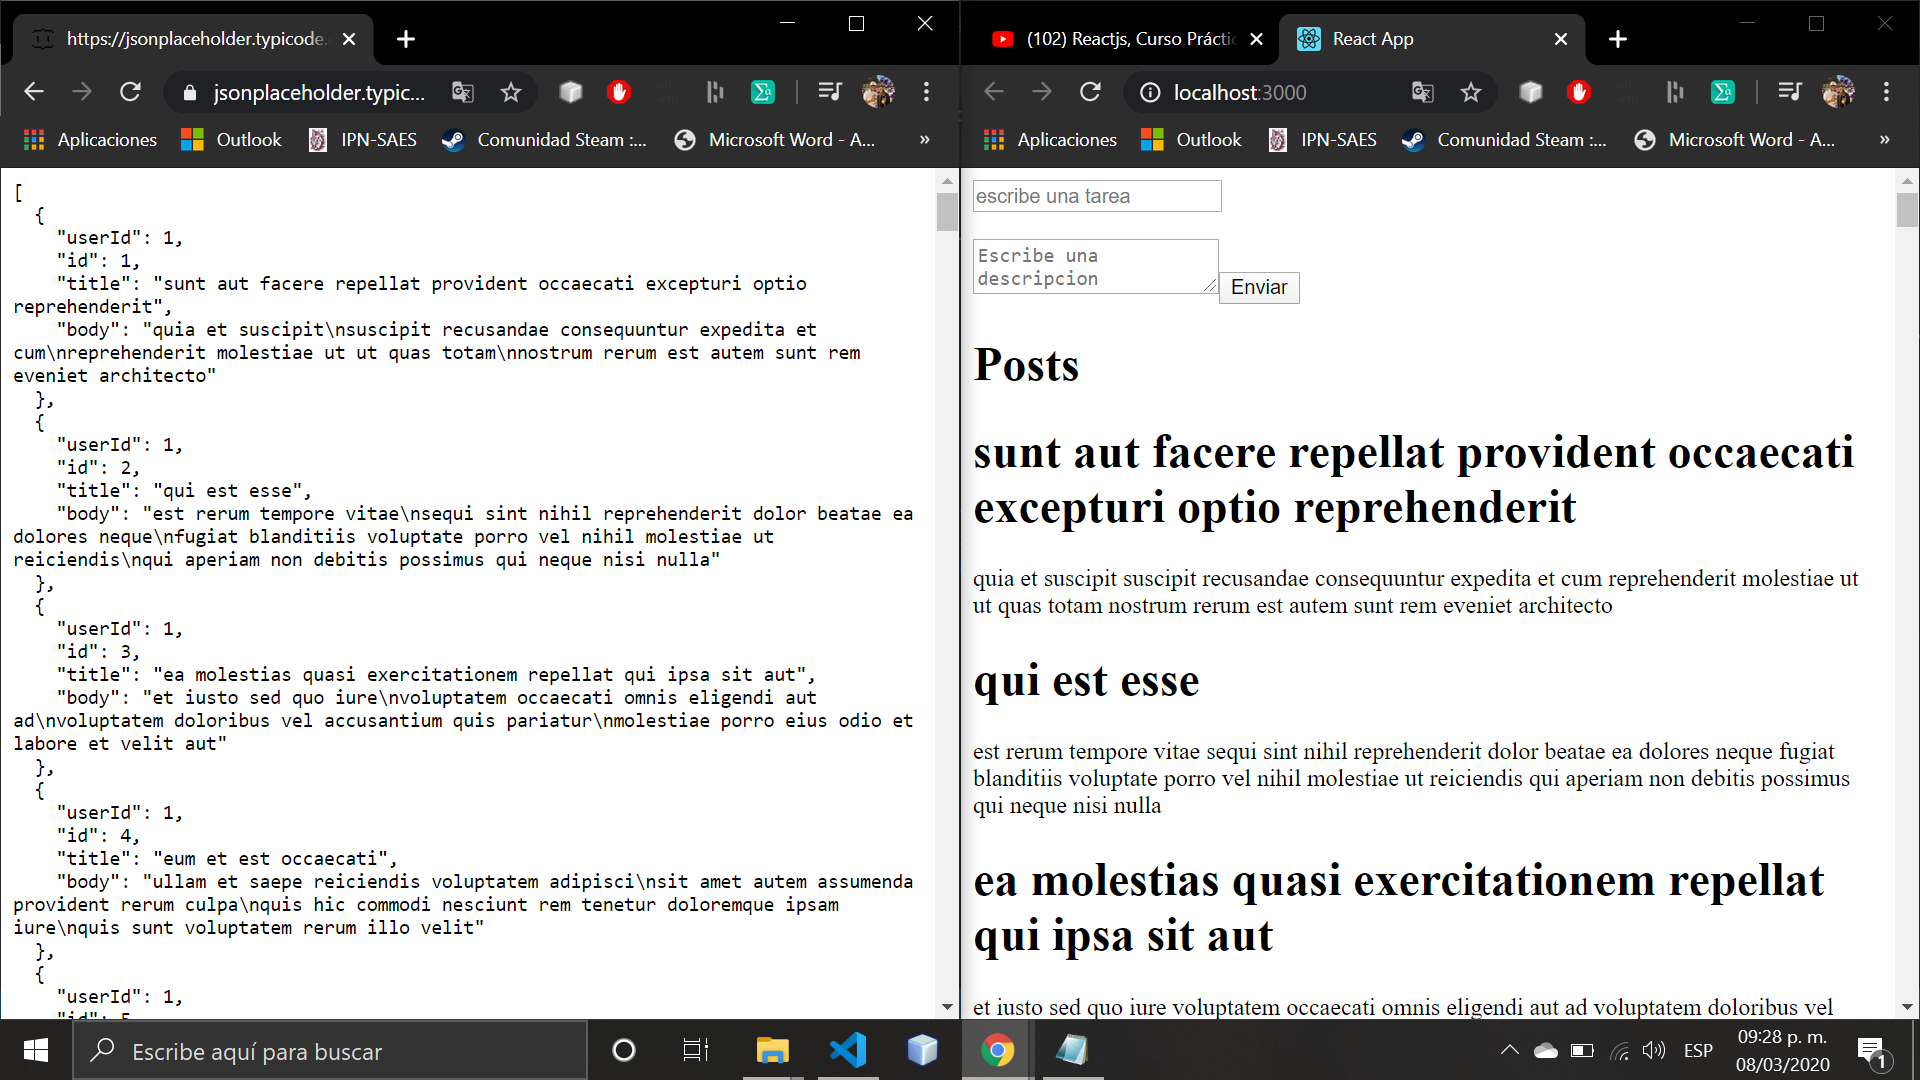 https://jsonplaceholder.typicode.
jsonplaceholder.typic...
Aplicaciones
Outlook
IPN-SAES
Comunidad Steam :...
Microsoft Word - A...
»
[
  {
    "userId": 1,
    "id": 1,
    "title": "sunt aut facere repellat provident occaecati excepturi optio
reprehenderit",
    "body": "quia et suscipit\nsuscipit recusandae consequuntur expedita et
cum\nreprehenderit molestiae ut ut quas totam\nnostrum rerum est autem sunt rem
eveniet architecto"
  },
  {
    "userId": 1,
    "id": 2,
    "title": "qui est esse",
    "body": "est rerum tempore vitae\nsequi sint nihil reprehenderit dolor beatae ea
dolores neque\nfugiat blanditiis voluptate porro vel nihil molestiae ut
reiciendis\nqui aperiam non debitis possimus qui neque nisi nulla"
  },
  {
    "userId": 1,
    "id": 3,
    "title": "ea molestias quasi exercitationem repellat qui ipsa sit aut",
    "body": "et iusto sed quo iure\nvoluptatem occaecati omnis eligendi aut
ad\nvoluptatem doloribus vel accusantium quis pariatur\nmolestiae porro eius odio et
labore et velit aut"
  },
  {
    "userId": 1,
    "id": 4,
    "title": "eum et est occaecati",
    "body": "ullam et saepe reiciendis voluptatem adipisci\nsit amet autem assumenda
provident rerum culpa\nquis hic commodi nesciunt rem tenetur doloremque ipsam
iure\nquis sunt voluptatem rerum illo velit"
  },
  {
    "userId": 1,
    "id": 5,
(102) Reactjs, Curso Práctic
React App
localhost:3000
Aplicaciones
Outlook
IPN-SAES
Comunidad Steam :...
Microsoft Word - A...
»
escribe una tarea
Escribe una
descripcion
Enviar
Posts
sunt aut facere repellat provident occaecati
excepturi optio reprehenderit
quia et suscipit suscipit recusandae consequuntur expedita et cum reprehenderit molestiae ut
ut quas totam nostrum rerum est autem sunt rem eveniet architecto
qui est esse
est rerum tempore vitae sequi sint nihil reprehenderit dolor beatae ea dolores neque fugiat
blanditiis voluptate porro vel nihil molestiae ut reiciendis qui aperiam non debitis possimus
qui neque nisi nulla
ea molestias quasi exercitationem repellat
qui ipsa sit aut
et iusto sed quo iure voluptatem occaecati omnis eligendi aut ad voluptatem doloribus vel
Escribe aquí para buscar
ESP
09:28 p. m.
08/03/2020
1